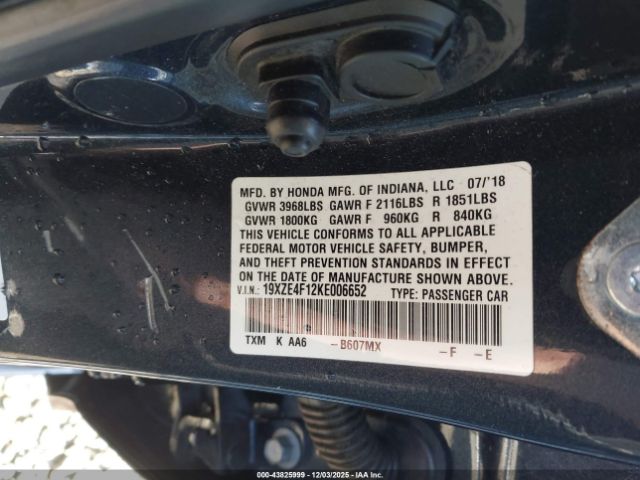 MFD. BY HONDA MFG. OF INDIANA, LLC 07/'18
GVWR 3968LBS GAWR F 2116LBS R 1851LBS
GVWR 1800KG GAWR F 960KG R 840KG
THIS VEHICLE CONFORMS TO ALL APPLICABLE
FEDERAL MOTOR VEHICLE SAFETY, BUMPER,
AND THEFT PREVENTION STANDARDS IN EFFECT
ON THE DATE OF MANUFACTURE SHOWN ABOVE.
V.I.N.: 19XZE4F12KE006652 TYPE: PASSENGER CAR
TXM K AA6 -B607MX -F -E
000-43825999 - 12/03/2025 - IAA Inc.